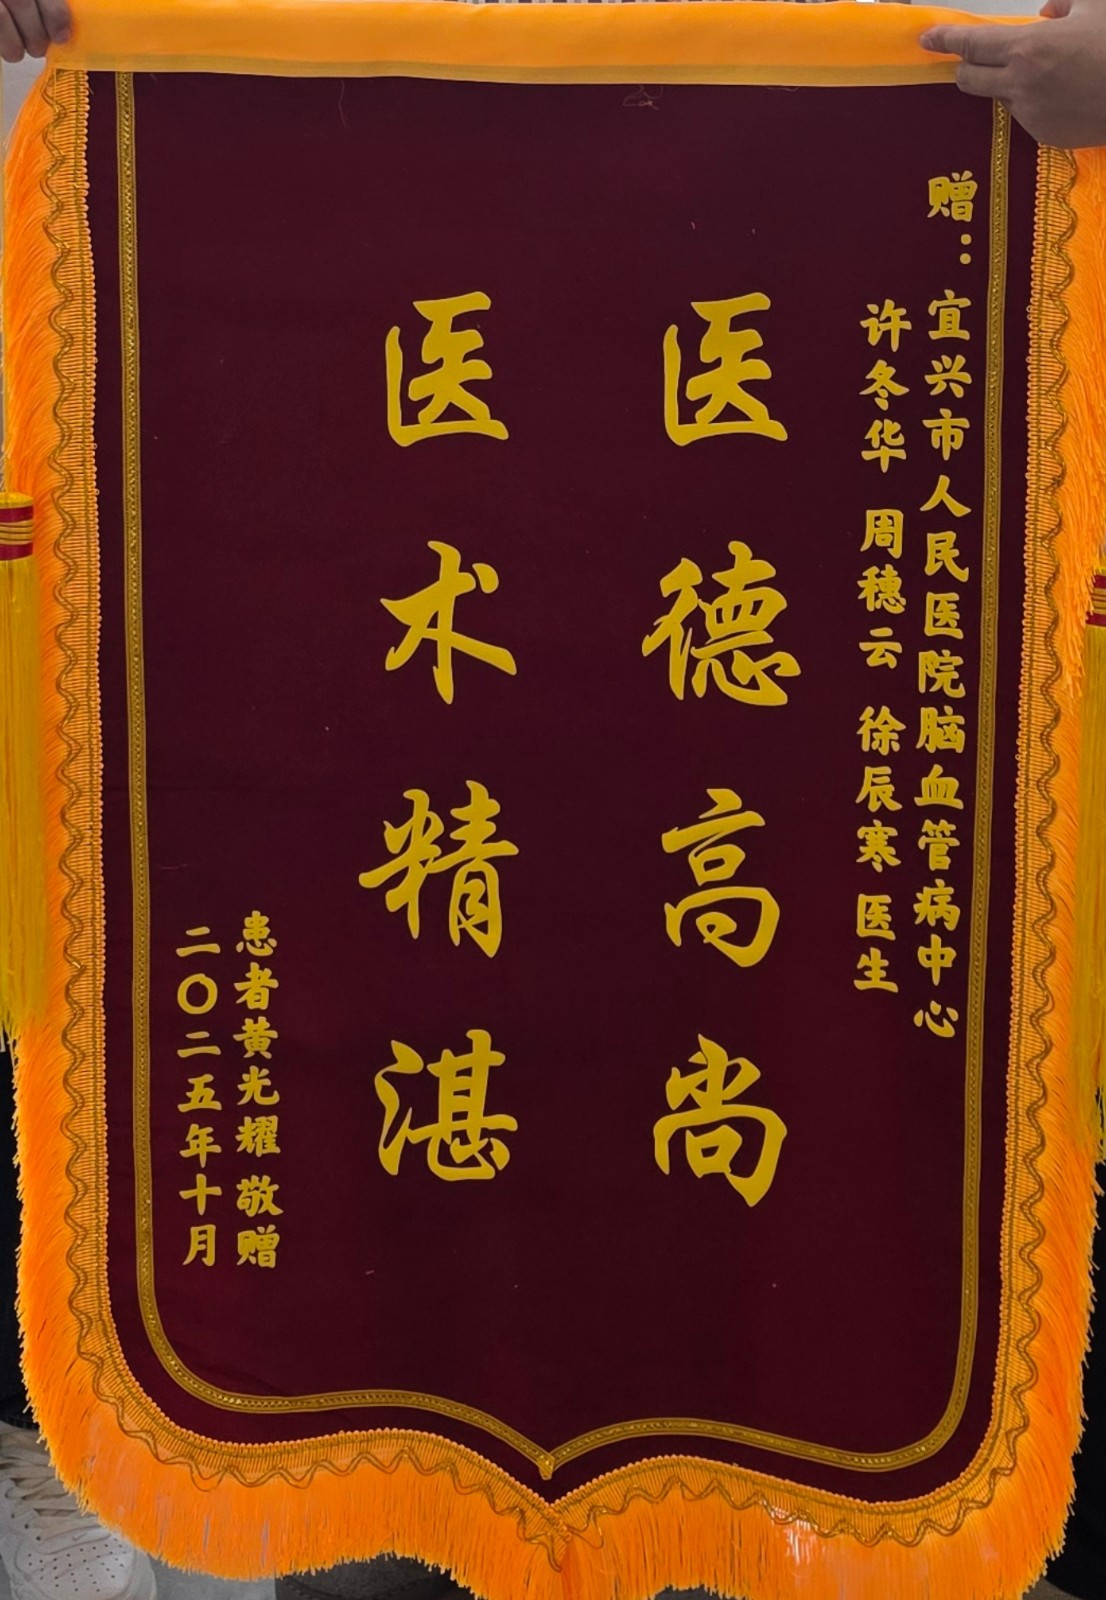 赠：宜兴市人民医院脑血管病中心
许冬华 周穗云 徐辰寒 医生
医德高尚
医术精湛
患者黄光耀 敬赠
二〇二五年十月